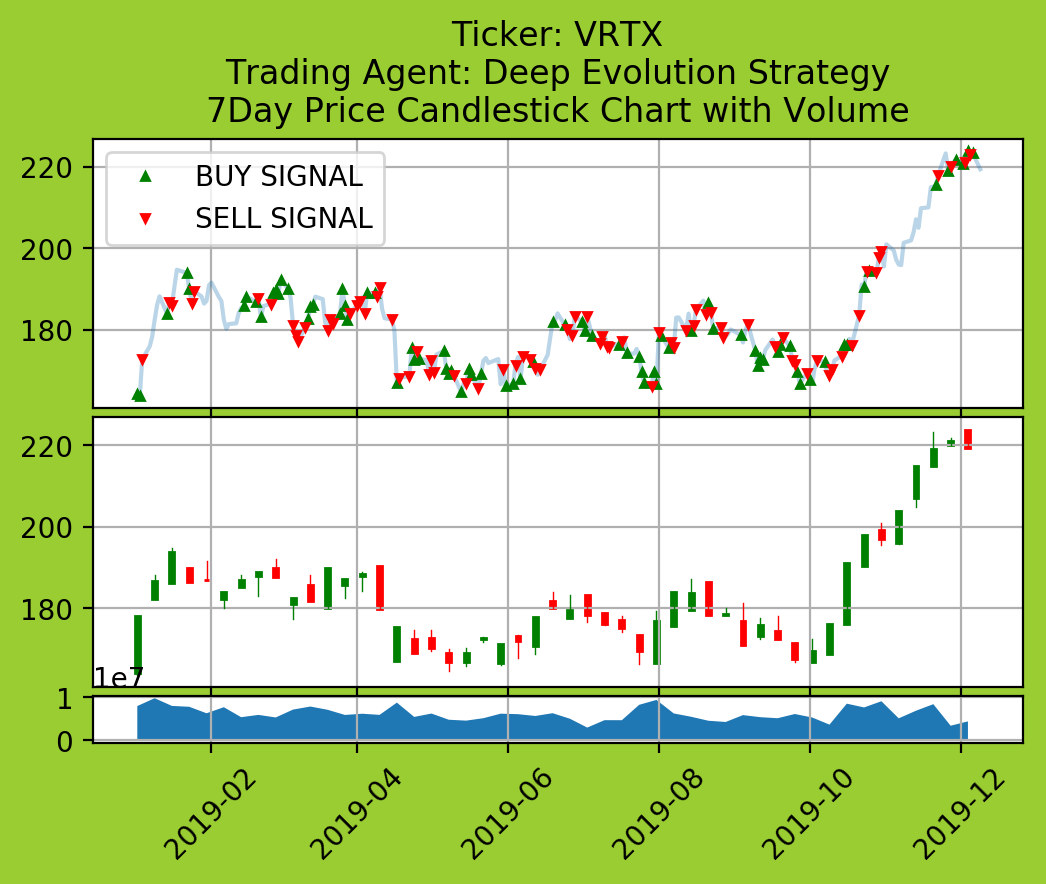 Ticker: VRTX
Trading Agent: Deep Evolution Strategy
7Day Price Candlestick Chart with Volume
220
200
180
BUY SIGNAL
SELL SIGNAL
220
200
180
1e7
1
0
2019-02
2019-04
2019-06
2019-08
2019-10
2019-12